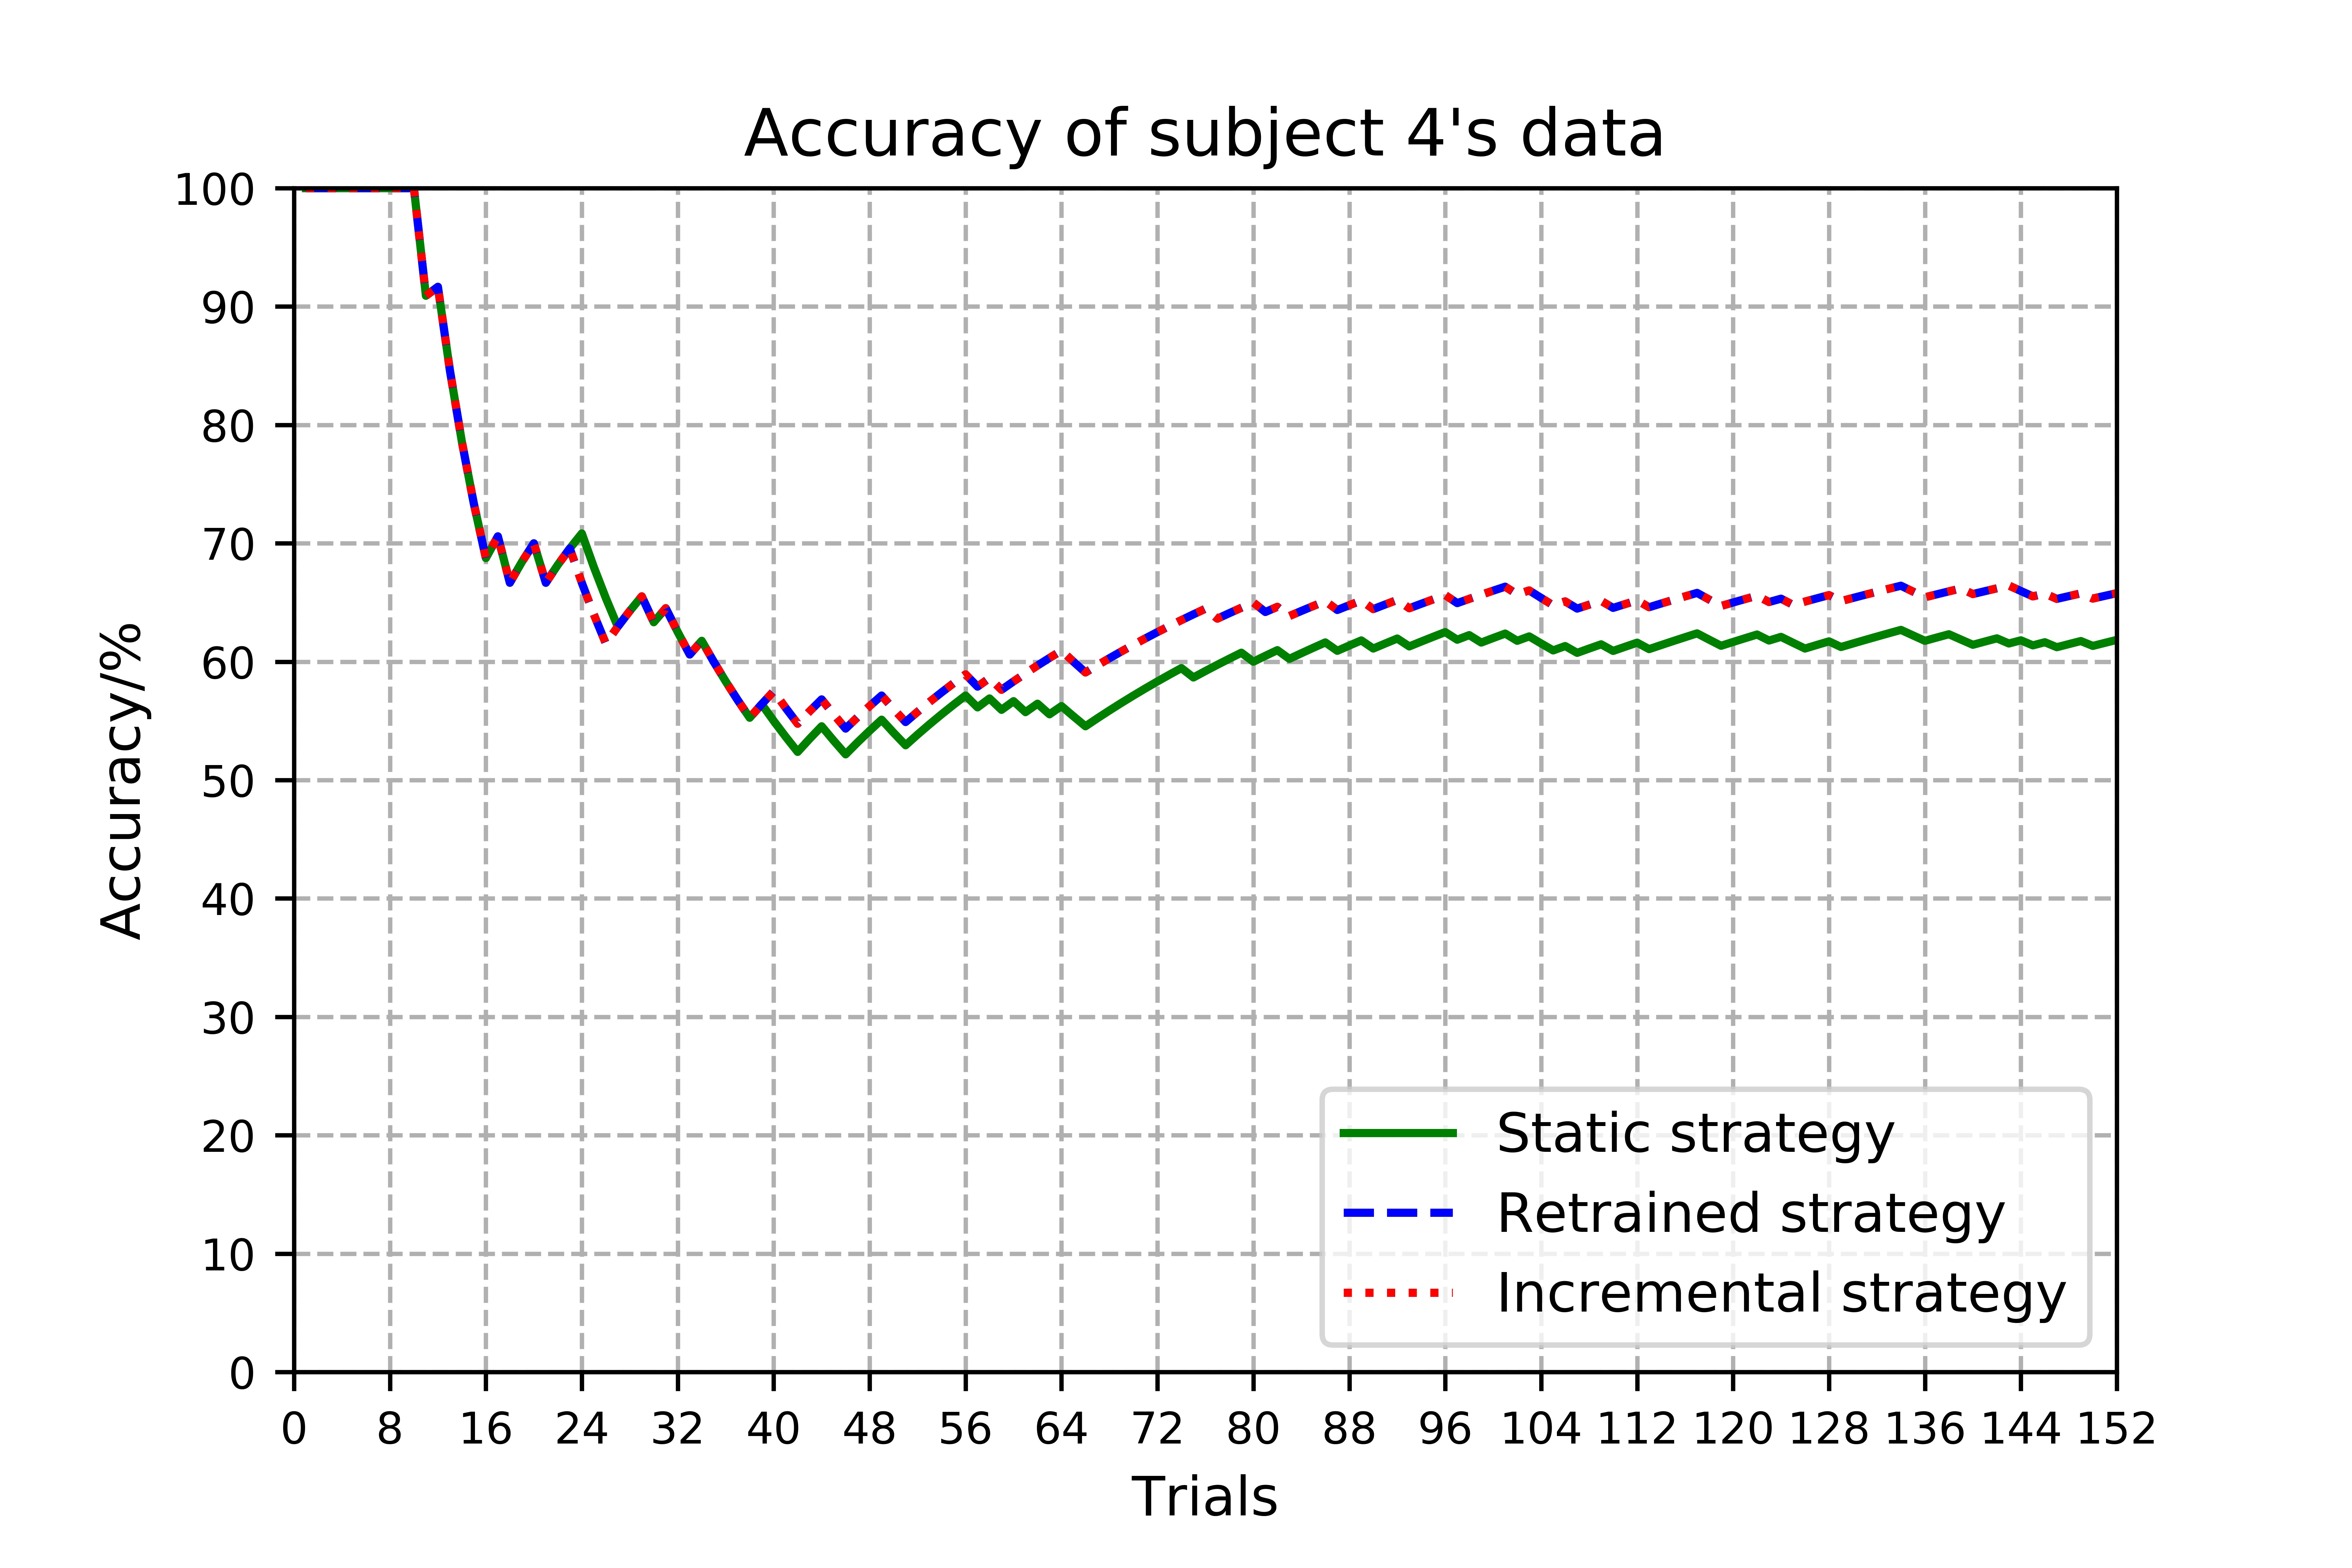 Accuracy of subject 4's data
100
90
80
70
60
50
40
30
20
10
0
Accuracy/%
Static strategy
Retrained strategy
Incremental strategy
0 8 16 24 32 40 48 56 64 72 80 88 96 104 112 120 128 136 144 152
Trials